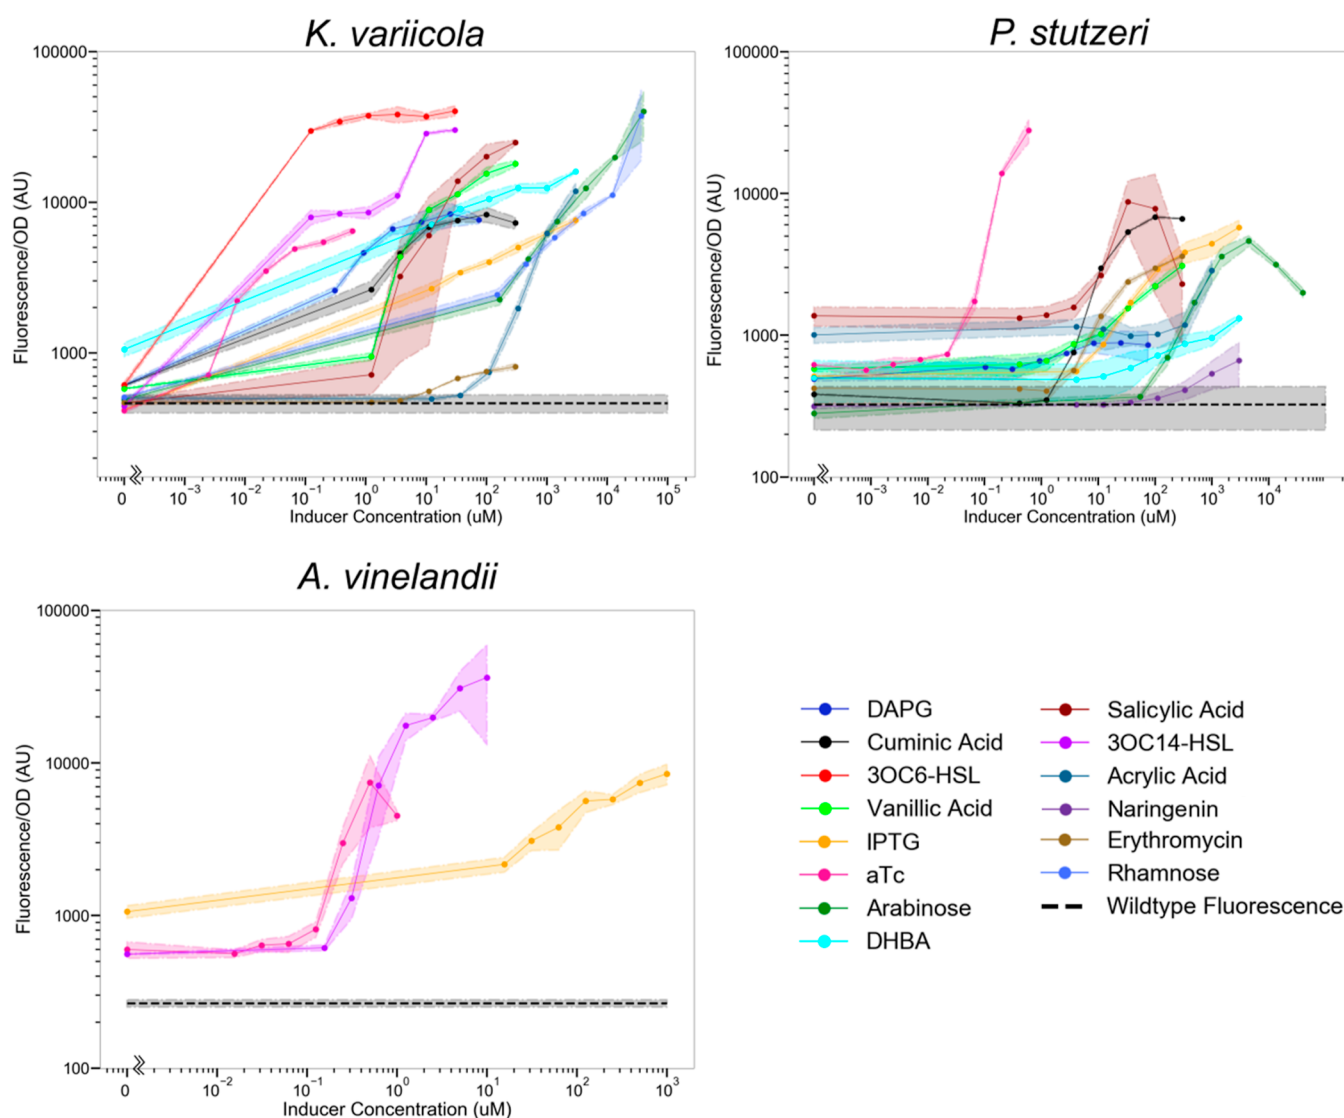 K. variicola
100000
10000
1000
Fluorescence/OD (AU)
0 10⁻³ 10⁻² 10⁻¹ 10⁰ 10¹ 10² 10³ 10⁴ 10⁵
Inducer Concentration (uM)
P. stutzeri
100000
10000
1000
100
Fluorescence/OD (AU)
0 10⁻³ 10⁻² 10⁻¹ 10⁰ 10¹ 10² 10³ 10⁴
Inducer Concentration (uM)
A. vinelandii
100000
10000
1000
100
Fluorescence/OD (AU)
0 10⁻² 10⁻¹ 10⁰ 10¹ 10² 10³
Inducer Concentration (uM)
DAPG
Cuminic Acid
3OC6-HSL
Vanillic Acid
IPTG
aTc
Arabinose
DHBA
Salicylic Acid
3OC14-HSL
Acrylic Acid
Naringenin
Erythromycin
Rhamnose
Wildtype Fluorescence